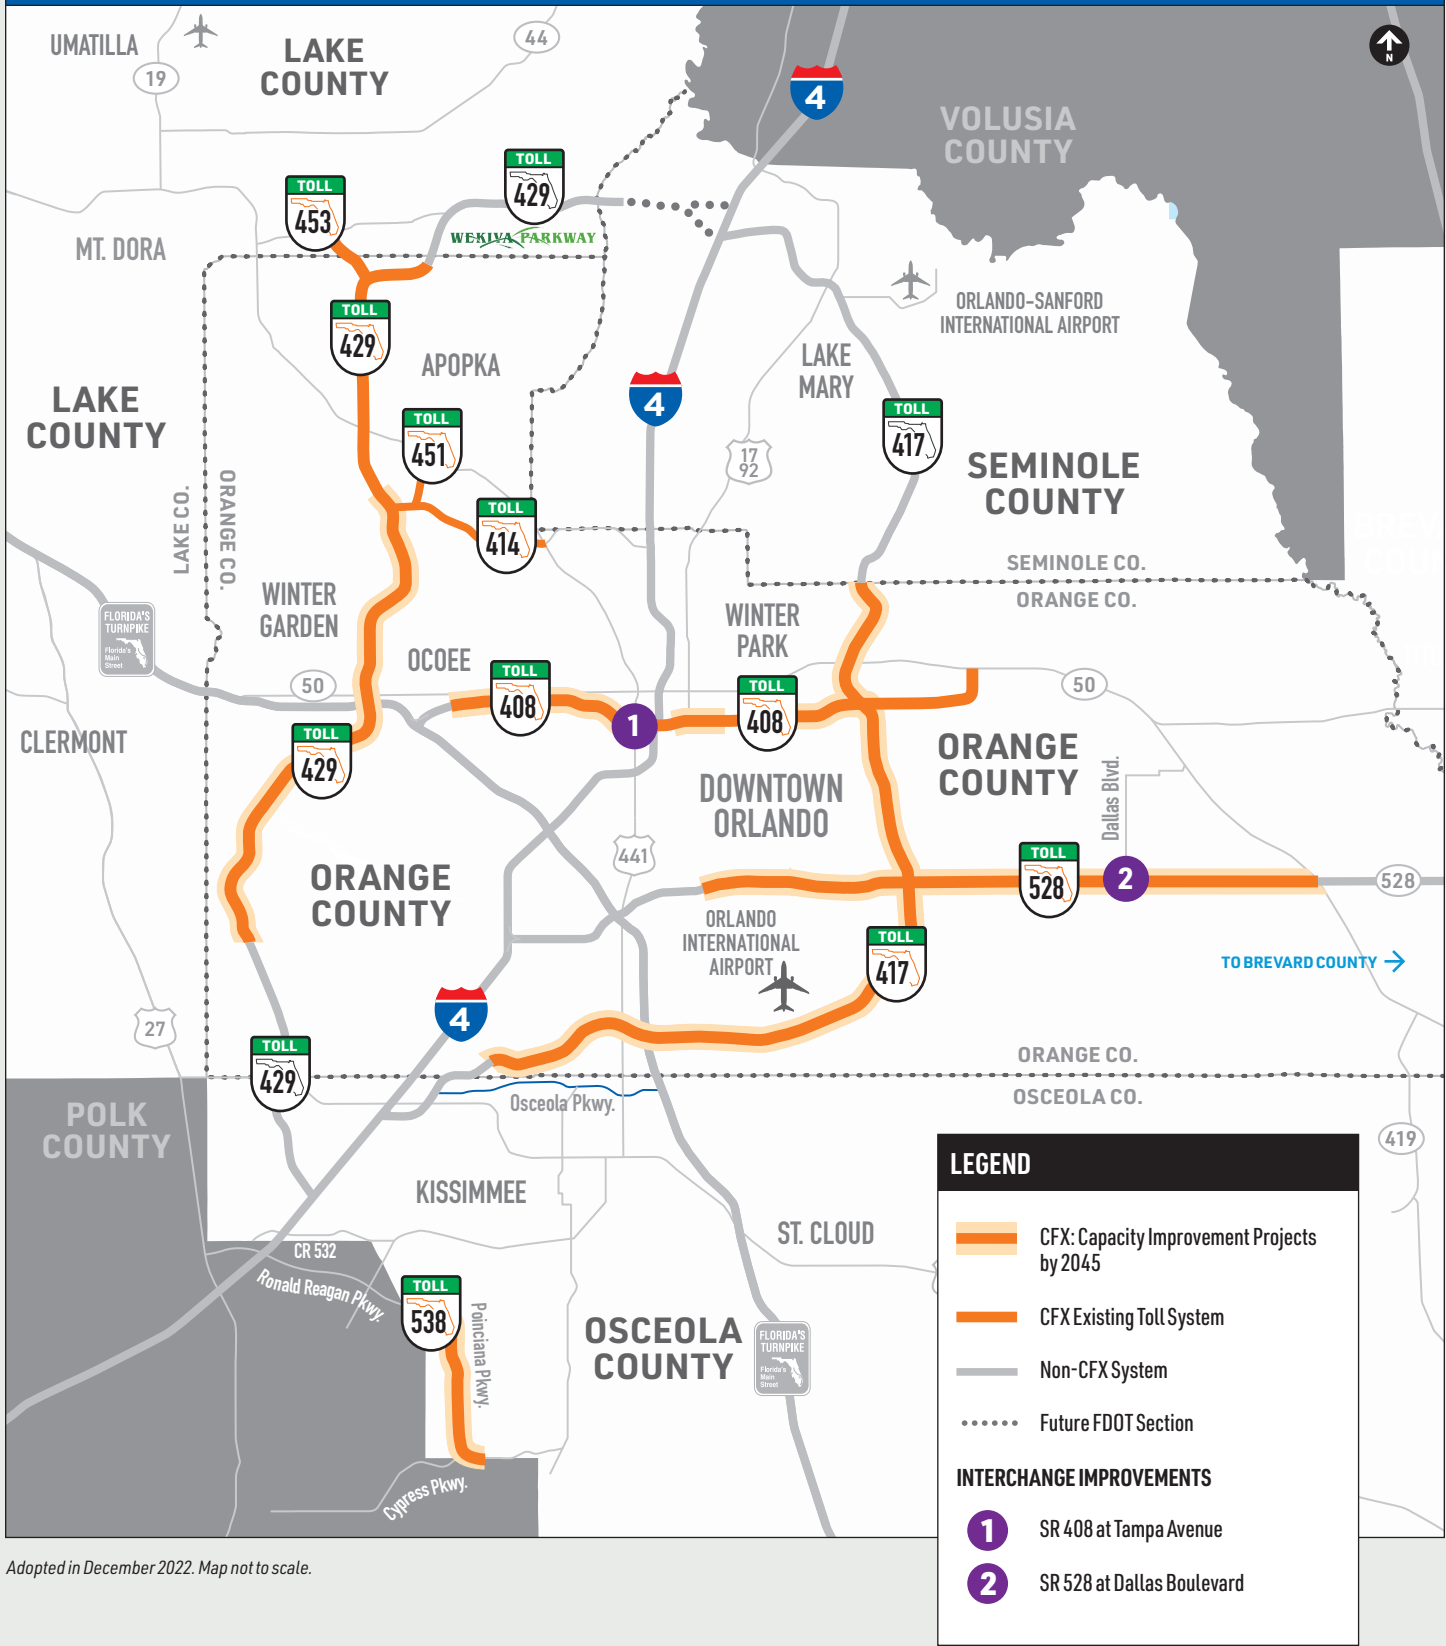 UMATILLA
19
LAKE
COUNTY
44
4
N
VOLUSIA
COUNTY
TOLL
429
TOLL
453
WEKIVA PARKWAY
MT. DORA
ORLANDO-SANFORD
INTERNATIONAL AIRPORT
TOLL
429
APOPKA
LAKE
MARY
LAKE
COUNTY
4
TOLL
451
TOLL
417
17
92
SEMINOLE
COUNTY
LAKE CO.
ORANGE CO.
TOLL
414
SEMINOLE CO.
ORANGE CO.
WINTER
GARDEN
WINTER
PARK
FLORIDA'S
TURNPIKE
Florida's
Main
Street
OCOEE
50
TOLL
408
TOLL
408
50
1
CLERMONT
TOLL
429
ORANGE
COUNTY
Dallas Blvd.
DOWNTOWN
ORLANDO
441
ORANGE
COUNTY
TOLL
528
2
528
ORLANDO
INTERNATIONAL
AIRPORT
TOLL
417
TO BREVARD COUNTY
4
27
TOLL
429
ORANGE CO.
OSCEOLA CO.
Osceola Pkwy.
POLK
COUNTY
419
KISSIMMEE
ST. CLOUD
CR 532
Ronald Reagan Pkwy.
TOLL
538
Poinciana Pkwy.
OSCEOLA
COUNTY
FLORIDA'S
TURNPIKE
Florida's
Main
Street
Cypress Pkwy.
LEGEND
CFX: Capacity Improvement Projects
by 2045
CFX Existing Toll System
Non-CFX System
Future FDOT Section
INTERCHANGE IMPROVEMENTS
1 SR 408 at Tampa Avenue
2 SR 528 at Dallas Boulevard
Adopted in December 2022. Map not to scale.